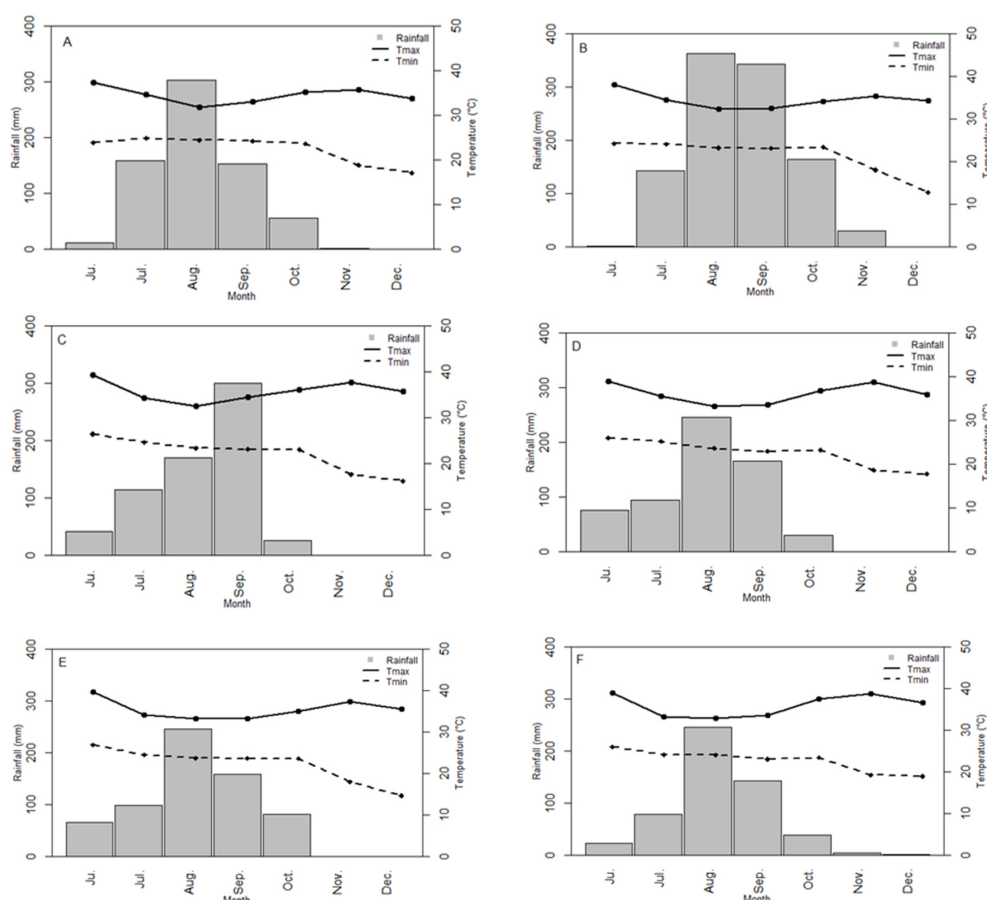 A
Rainfall
Tmax
Tmin
Rainfall (mm)
0 100 200 300 400
Temperature (°C)
0 10 20 30 40 50
Ju. Jul. Aug. Sep. Oct. Nov. Dec.
Month
B
Rainfall
Tmax
Tmin
Rainfall (mm)
0 100 200 300 400
Temperature (°C)
0 10 20 30 40 50
Ju. Jul. Aug. Sep. Oct. Nov. Dec.
Month
C
Rainfall
Tmax
Tmin
Rainfall (mm)
0 100 200 300 400
Temperature (°C)
0 10 20 30 40 50
Ju. Jul. Aug. Sep. Oct. Nov. Dec.
Month
D
Rainfall
Tmax
Tmin
Rainfall (mm)
0 100 200 300 400
Temperature (°C)
0 10 20 30 40 50
Ju. Jul. Aug. Sep. Oct. Nov. Dec.
Month
E
Rainfall
Tmax
Tmin
Rainfall (mm)
0 100 200 300 400
Temperature (°C)
0 10 20 30 40 50
Ju. Jul. Aug. Sep. Oct. Nov. Dec.
Month
F
Rainfall
Tmax
Tmin
Rainfall (mm)
0 100 200 300 400
Temperature (°C)
0 10 20 30 40 50
Ju. Jul. Aug. Sep. Oct. Nov. Dec.
Month